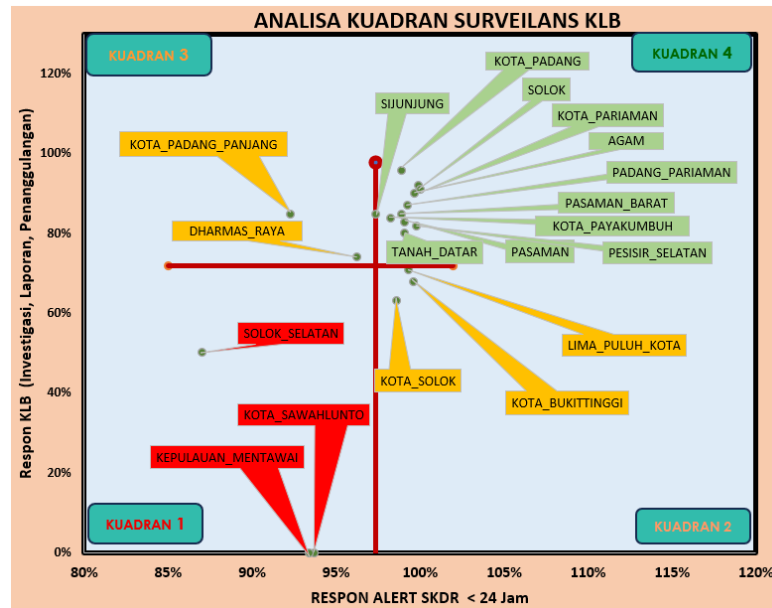 ANALISA KUADRAN SURVEILANS KLB
KUADRAN 3
KUADRAN 4
KOTA_PADANG
SOLOK
SIJUNJUNG
KOTA_PARIAMAN
KOTA_PADANG_PANJANG
AGAM
PADANG_PARIAMAN
PASAMAN_BARAT
DHARMAS_RAYA
KOTA_PAYAKUMBUH
TANAH_DATAR
PASAMAN
PESISIR_SELATAN
SOLOK_SELATAN
LIMA_PULUH_KOTA
KOTA_SOLOK
KOTA_BUKITTINGGI
KOTA_SAWAHLUNTO
KEPULAUAN_MENTAWAI
KUADRAN 1
KUADRAN 2
Respon KLB (Investigasi, Laporan, Penanggulangan)
120%
100%
80%
60%
40%
20%
0%
80% 85% 90% 95% 100% 105% 110% 115% 120%
RESPON ALERT SKDR < 24 Jam